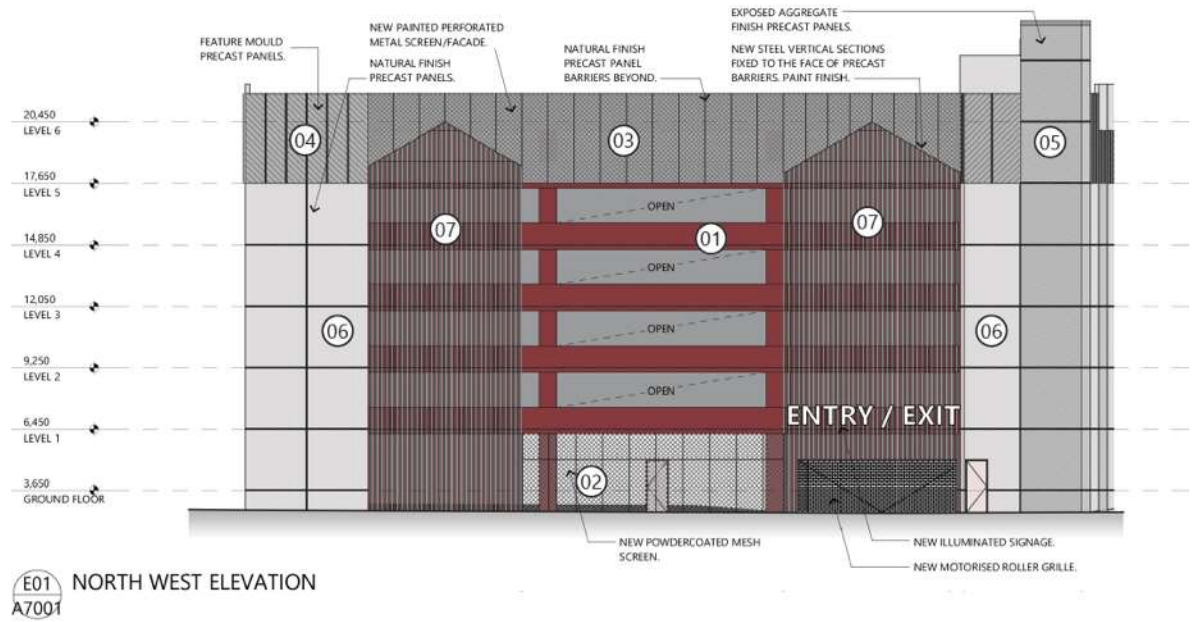 FEATURE MOULD
PRECAST PANELS.
NATURAL FINISH
PRECAST PANELS.
NEW PAINTED PERFORATED
METAL SCREEN/FACADE.
NATURAL FINISH
PRECAST PANEL
BARRIERS BEYOND.
EXPOSED AGGREGATE
FINISH PRECAST PANELS.
NEW STEEL VERTICAL SECTIONS
FIXED TO THE FACE OF PRECAST
BARRIERS. PAINT FINISH.
20,450
LEVEL 6
04
03
05
17,650
LEVEL 5
OPEN
07
01
07
14,850
LEVEL 4
OPEN
12,050
LEVEL 3
06
OPEN
06
9,250
LEVEL 2
OPEN
6,450
LEVEL 1
ENTRY / EXIT
02
3,650
GROUND FLOOR
NEW POWDERCOATED MESH
SCREEN.
NEW ILLUMINATED SIGNAGE.
NEW MOTORISED ROLLER GRILLE.
E01
A7001
NORTH WEST ELEVATION